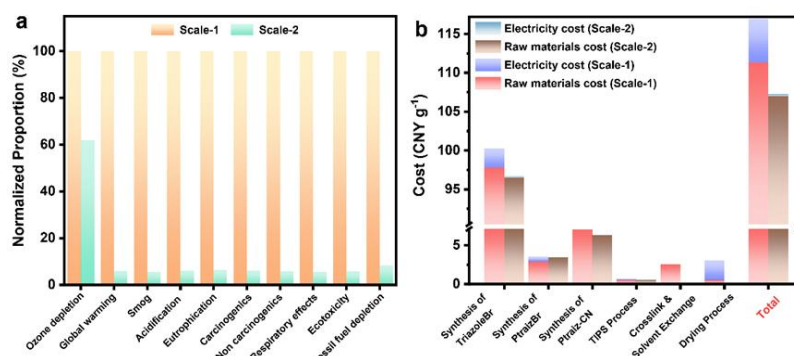 a
Scale-1
Scale-2
Normalized Proportion (%)
100
80
60
40
20
0
Ozone depletion
Global warming
Smog
Acidification
Eutrophication
Carcinogenics
Non carcinogenics
Respiratory effects
Ecotoxicity
ssil fuel depletion
b
Electricity cost (Scale-2)
Raw materials cost (Scale-2)
Electricity cost (Scale-1)
Raw materials cost (Scale-1)
Cost (CNY g⁻¹)
115
110
105
100
95
5
0
Synthesis of
TriazoleBr
Synthesis of
PtralzBr
Synthesis of
Ptralz-CN
TIPS Process
Crosslink &
Solvent Exchange
Drying Process
Total